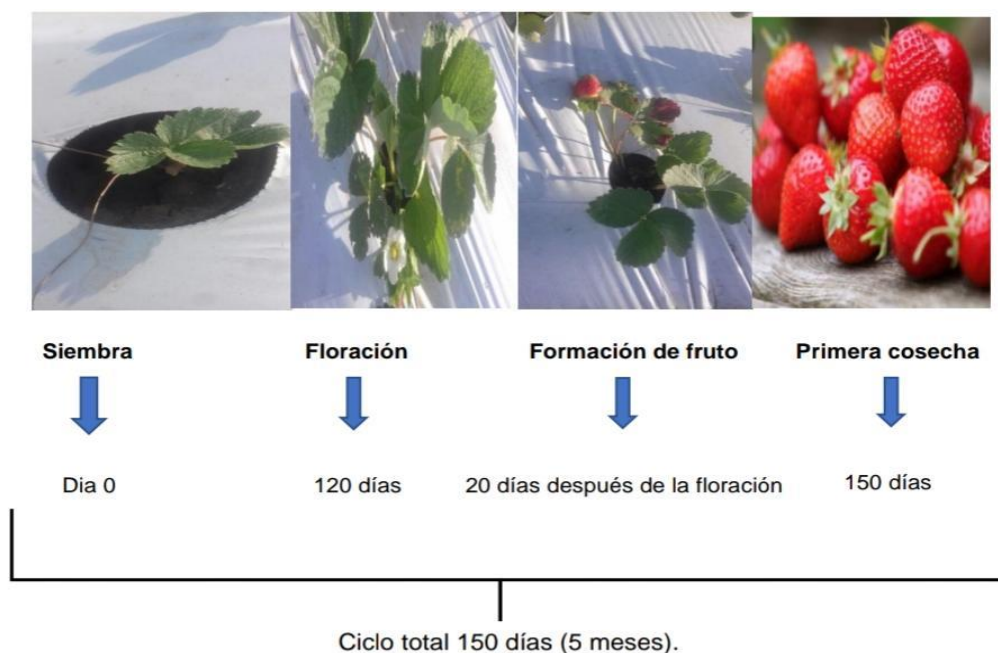 Siembra
Floración
Formación de fruto
Primera cosecha
Dia 0
120 días
20 días después de la floración
150 días
Ciclo total 150 días (5 meses).